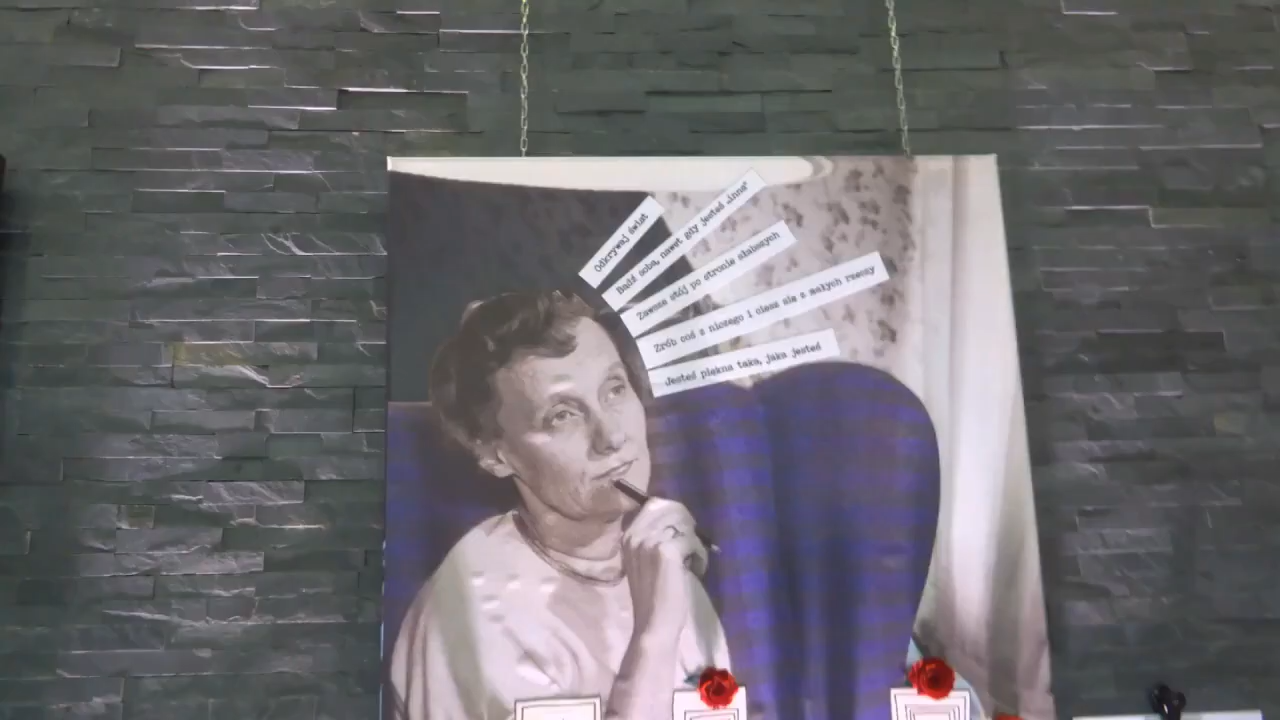 Odkrywaj świat
Bądź sobą, nawet gdy jesteś „inna"
Zawsze stój po stronie słabszych
Zrób coś z niczego i ciesz się z małych rzeczy
Jesteś piękna taka, jaka jesteś